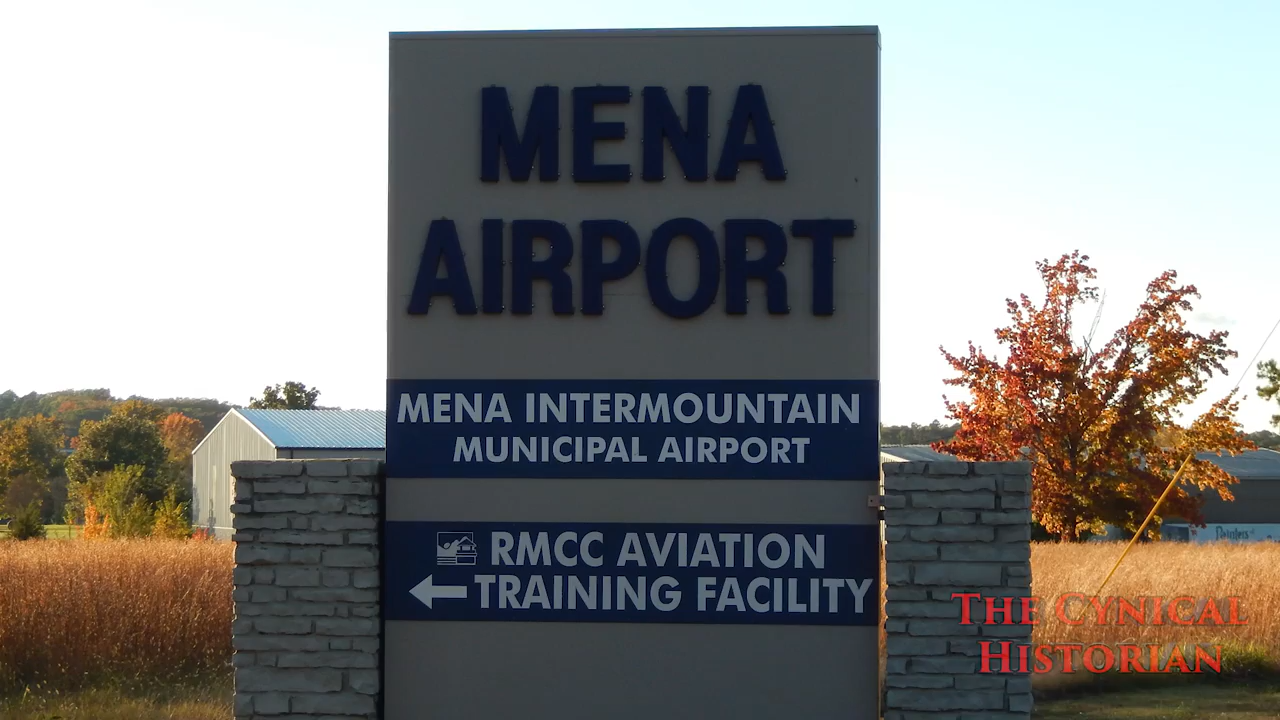 MENA
AIRPORT
MENA INTERMOUNTAIN
MUNICIPAL AIRPORT
RMCC AVIATION
TRAINING FACILITY
THE CYNICAL
HISTORIAN